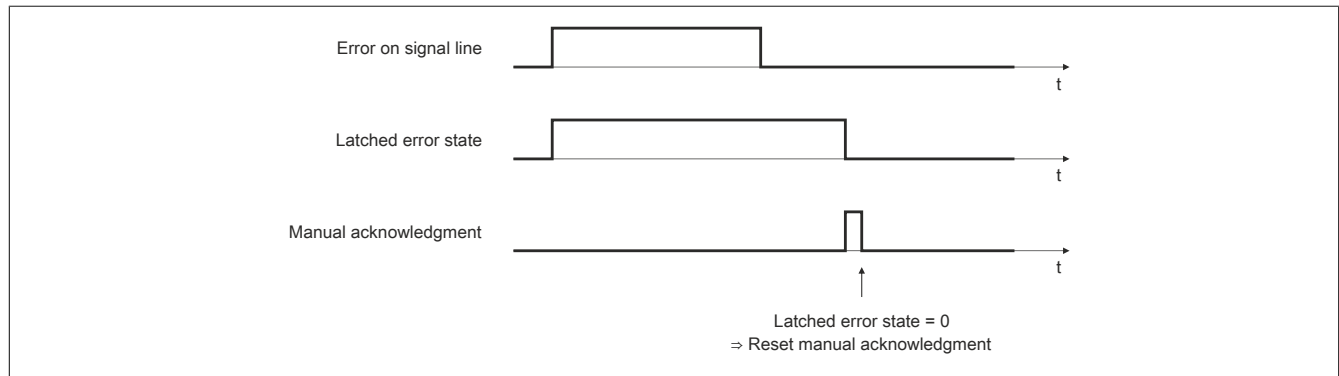 Error on signal line
t
Latched error state
t
Manual acknowledgment
t
Latched error state = 0
⇒ Reset manual acknowledgment